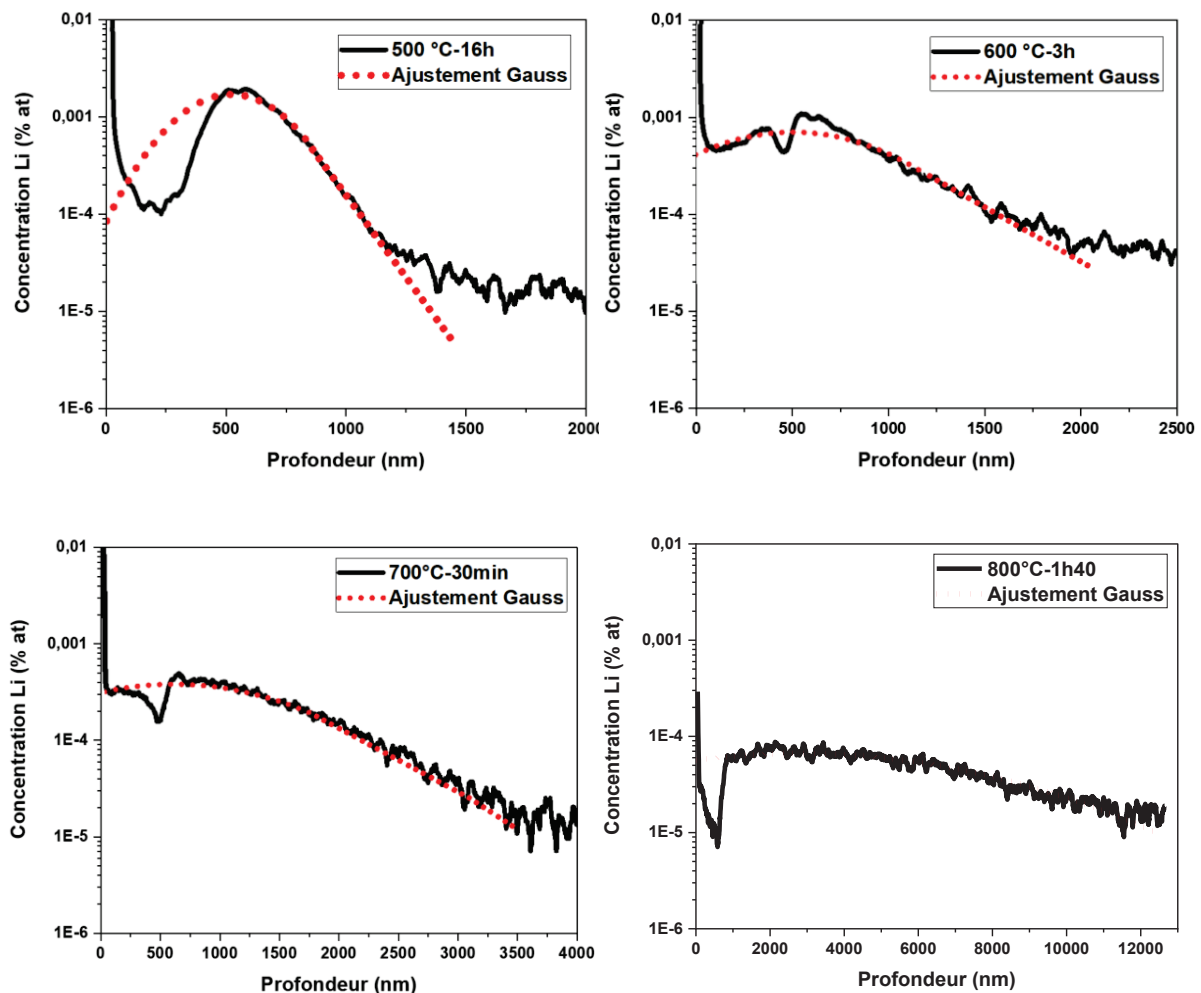 0,01
0,001
1E-4
1E-5
1E-6
Concentration Li (% at)
500 °C-16h
Ajustement Gauss
0 500 1000 1500 2000
Profondeur (nm)
0,01
0,001
1E-4
1E-5
1E-6
Concentration Li (% at)
600 °C-3h
Ajustement Gauss
0 500 1000 1500 2000 2500
Profondeur (nm)
0,01
0,001
1E-4
1E-5
1E-6
Concentration Li (% at)
700°C-30min
Ajustement Gauss
0 500 1000 1500 2000 2500 3000 3500 4000
Profondeur (nm)
0,01
0,001
1E-4
1E-5
1E-6
Concentration Li (% at)
800°C-1h40
Ajustement Gauss
0 2000 4000 6000 8000 10000 12000
Profondeur (nm)